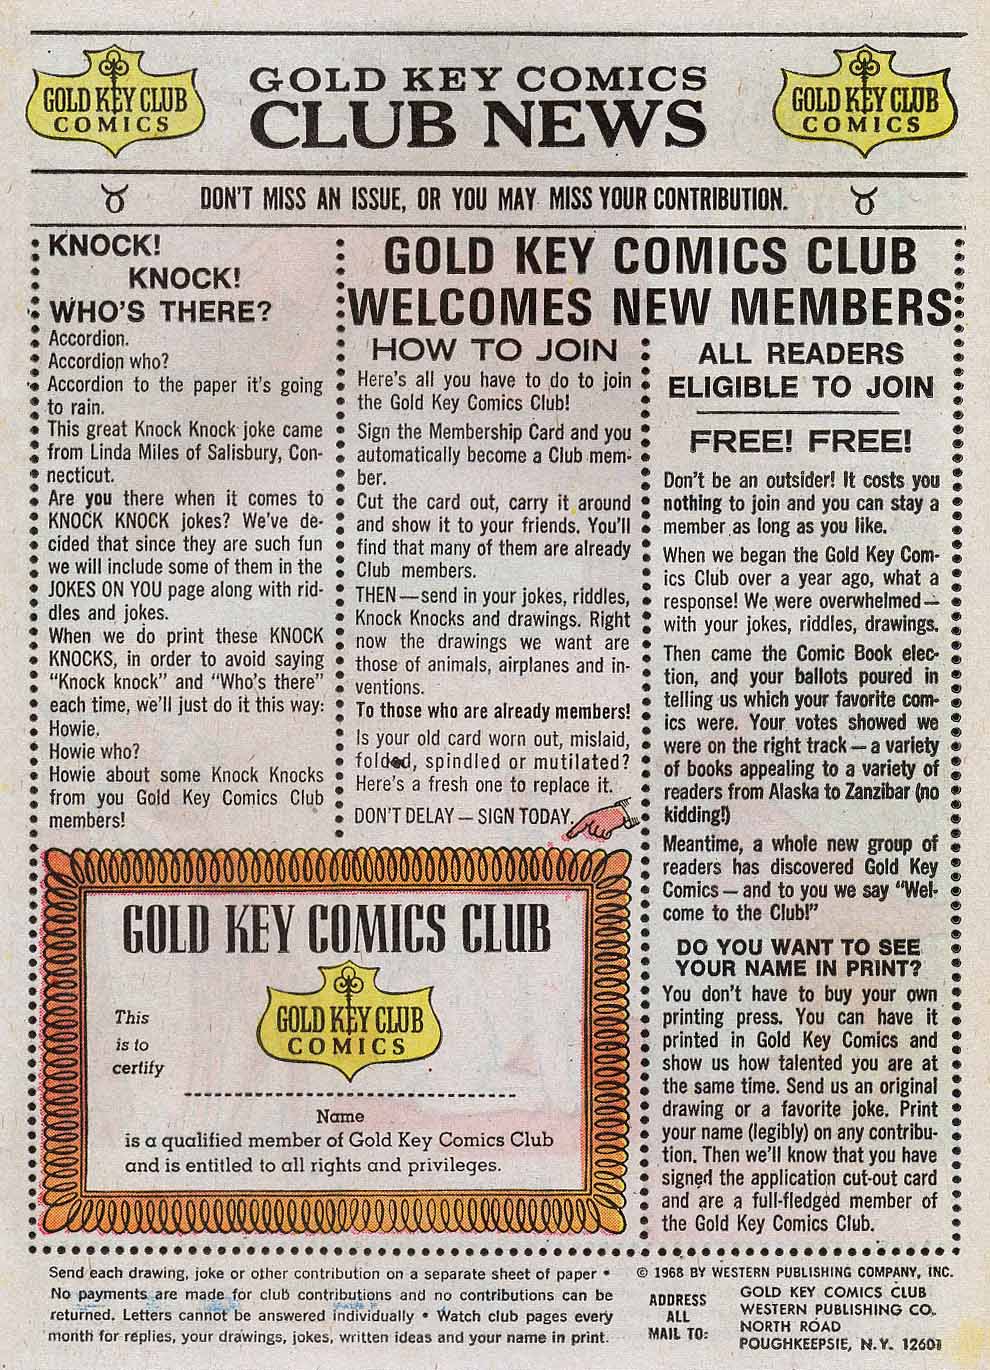 GOLD KEY CLUB
COMICS
GOLD KEY COMICS
CLUB NEWS
GOLD KEY CLUB
COMICS
DON'T MISS AN ISSUE, OR YOU MAY MISS YOUR CONTRIBUTION.
KNOCK!
KNOCK!
WHO'S THERE?
Accordion.
Accordion who?
Accordion to the paper it's going
to rain.
This great Knock Knock joke came
from Linda Miles of Salisbury, Con-
necticut.
Are you there when it comes to
KNOCK KNOCK jokes? We've de-
cided that since they are such fun
we will include some of them in the
JOKES ON YOU page along with rid-
dles and jokes.
When we do print these KNOCK
KNOCKS, in order to avoid saying
"Knock knock" and "Who's there"
each time, we'll just do it this way:
Howie.
Howie who?
Howie about some Knock Knocks
from you Gold Key Comics Club
members!
GOLD KEY COMICS CLUB
WELCOMES NEW MEMBERS
HOW TO JOIN
Here's all you have to do to join
the Gold Key Comics Club!
Sign the Membership Card and you
automatically become a Club mem-
ber.
Cut the card out, carry it around
and show it to your friends. You'll
find that many of them are already
Club members.
THEN—send in your jokes, riddles,
Knock Knocks and drawings. Right
now the drawings we want are
those of animals, airplanes and in-
ventions.
To those who are already members!
Is your old card worn out, mislaid,
folded, spindled or mutilated?
Here's a fresh one to replace it.
DON'T DELAY — SIGN TODAY.
ALL READERS
ELIGIBLE TO JOIN
FREE! FREE!
Don't be an outsider! It costs you
nothing to join and you can stay a
member as long as you like.
When we began the Gold Key Com-
ics Club over a year ago, what a
response! We were overwhelmed—
with your jokes, riddles, drawings.
Then came the Comic Book elec-
tion, and your ballots poured in
telling us which your favorite com-
ics were. Your votes showed we
were on the right track — a variety
of books appealing to a variety of
readers from Alaska to Zanzibar (no
kidding!)
Meantime, a whole new group of
readers has discovered Gold Key
Comics — and to you we say "Wel-
come to the Club!"
DO YOU WANT TO SEE
YOUR NAME IN PRINT?
You don't have to buy your own
printing press. You can have it
printed in Gold Key Comics and
show us how talented you are at
the same time. Send us an original
drawing or a favorite joke. Print
your name (legibly) on any contribu-
tion. Then we'll know that you have
signed the application cut-out card
and are a full-fledged member of
the Gold Key Comics Club.
GOLD KEY COMICS CLUB
GOLD KEY CLUB
COMICS
This
is to
certify
Name
is a qualified member of Gold Key Comics Club
and is entitled to all rights and privileges.
Send each drawing, joke or other contribution on a separate sheet of paper •
No payments are made for club contributions and no contributions can be
returned. Letters cannot be answered individually • Watch club pages every
month for replies, your drawings, jokes, written ideas and your name in print.
© 1968 BY WESTERN PUBLISHING COMPANY, INC.
ADDRESS
ALL
MAIL TO:
GOLD KEY COMICS CLUB
WESTERN PUBLISHING CO.
NORTH ROAD
POUGHKEEPSIE, N.Y. 12601